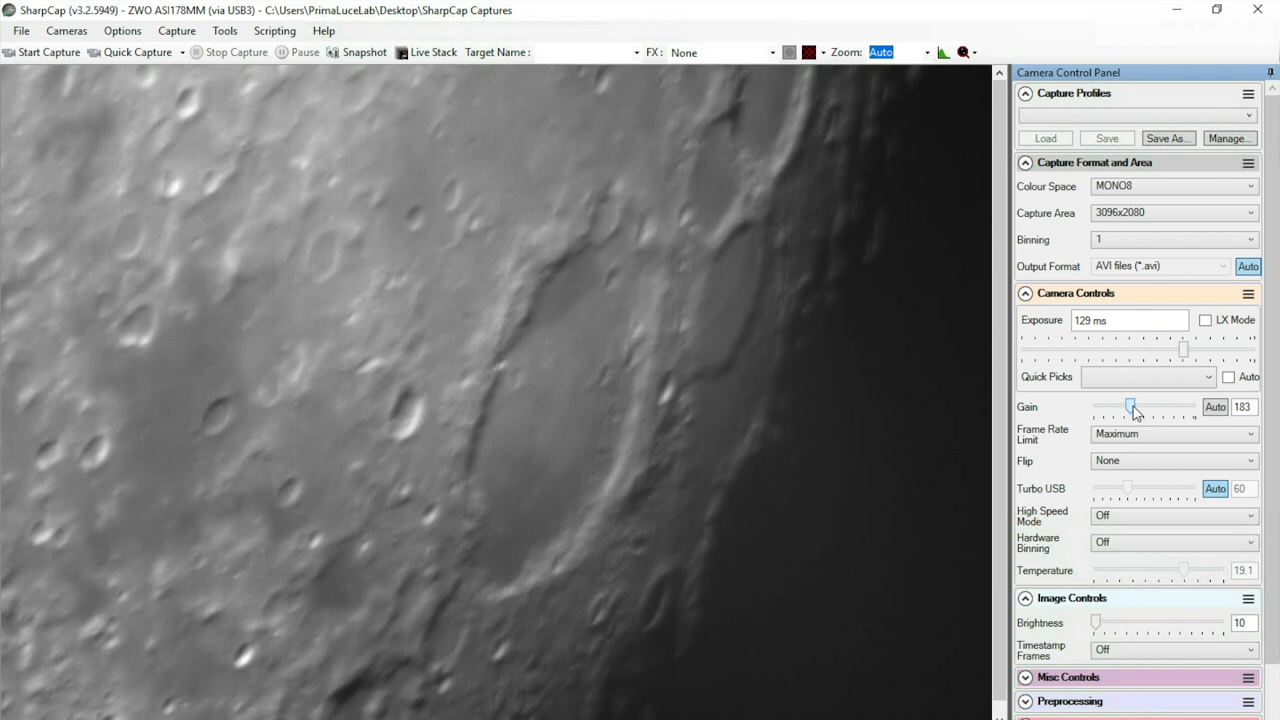 SharpCap (v3.2.5949) - ZWO ASI178MM (via USB3) - C:\Users\PrimaLuceLab\Desktop\SharpCap Captures
File Cameras Options Capture Tools Scripting Help
Start Capture Quick Capture Stop Capture Pause Snapshot Live Stack Target Name : FX : None Zoom: Auto
Camera Control Panel
Capture Profiles
Load Save Save As... Manage...
Capture Format and Area
Colour Space MONO8
Capture Area 3096x2080
Binning 1
Output Format AVI files (*.avi) Auto
Camera Controls
Exposure 129 ms LX Mode
Quick Picks Auto
Gain Auto 183
Frame Rate
Limit Maximum
Flip None
Turbo USB Auto 60
High Speed
Mode Off
Hardware
Binning Off
Temperature 19.1
Image Controls
Brightness 10
Timestamp
Frames Off
Misc Controls
Preprocessing